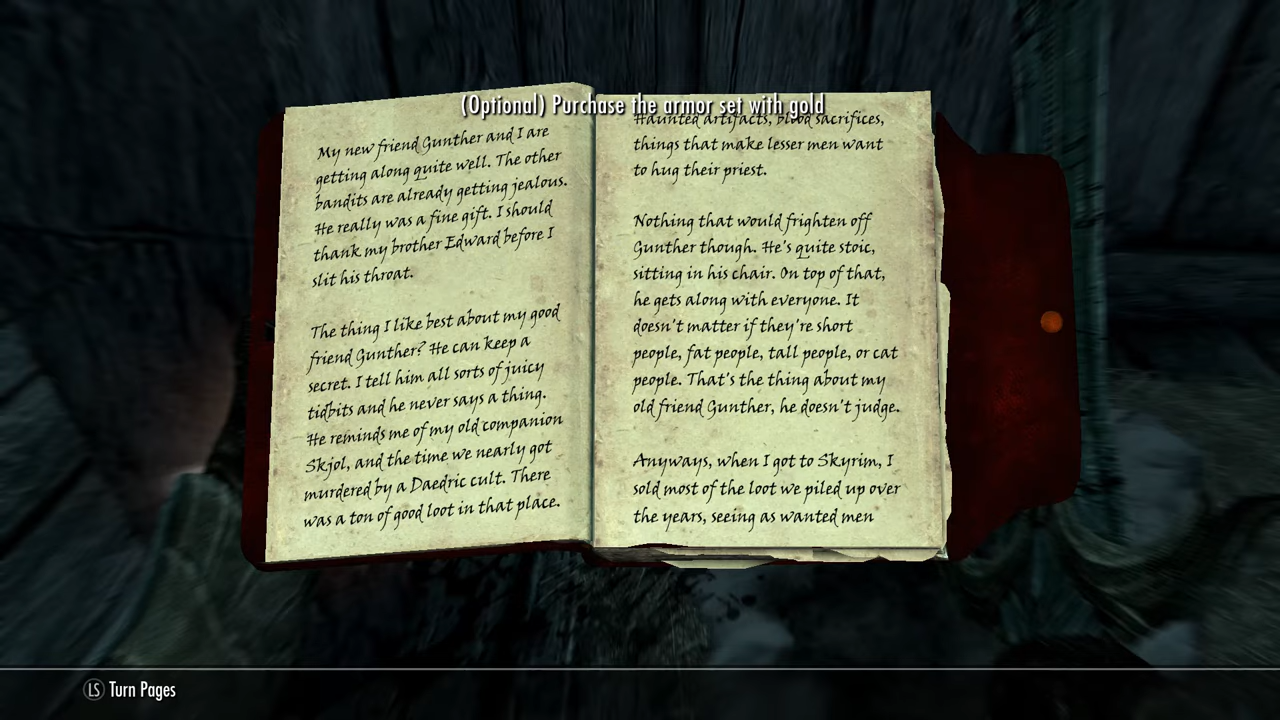 (Optional) Purchase the armor set with gold
My new friend Gunther and I are
getting along quite well. The other
bandits are already getting jealous.
He really was a fine gift. I should
thank my brother Edward before I
slit his throat.
The thing I like best about my good
friend Gunther? He can keep a
secret. I tell him all sorts of juicy
tidbits and he never says a thing.
He reminds me of my old companion
Skjol, and the time we nearly got
murdered by a Daedric cult. There
was a ton of good loot in that place.
Haunted artifacts, blood sacrifices,
things that make lesser men want
to hug their priest.
Nothing that would frighten off
Gunther though. He's quite stoic,
sitting in his chair. On top of that,
he gets along with everyone. It
doesn't matter if they're short
people, fat people, tall people, or cat
people. That's the thing about my
old friend Gunther, he doesn't judge.
Anyways, when I got to Skyrim, I
sold most of the loot we piled up over
the years, seeing as wanted men
LS Turn Pages